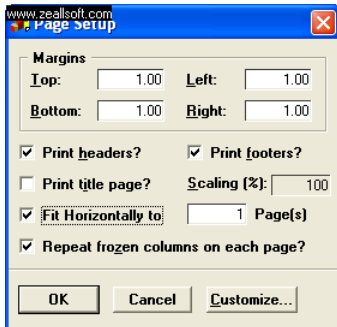 www.zeallsoft.com
Page Setup
Margins
Top: 1.00 Left: 1.00
Bottom: 1.00 Right: 1.00
Print headers? Print footers?
Print title page? Scaling (%): 100
Fit Horizontally to 1 Page(s)
Repeat frozen columns on each page?
OK Cancel Customize...